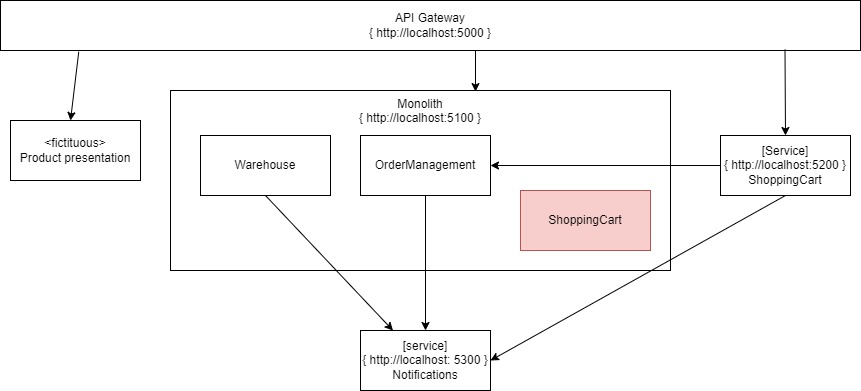 API Gateway
{ http://localhost:5000 }
Monolith
{ http://localhost:5100 }
<fictituous>
Product presentation
Warehouse
OrderManagement
[Service]
{ http://localhost:5200 }
ShoppingCart
ShoppingCart
[service]
{ http://localhost: 5300 }
Notifications